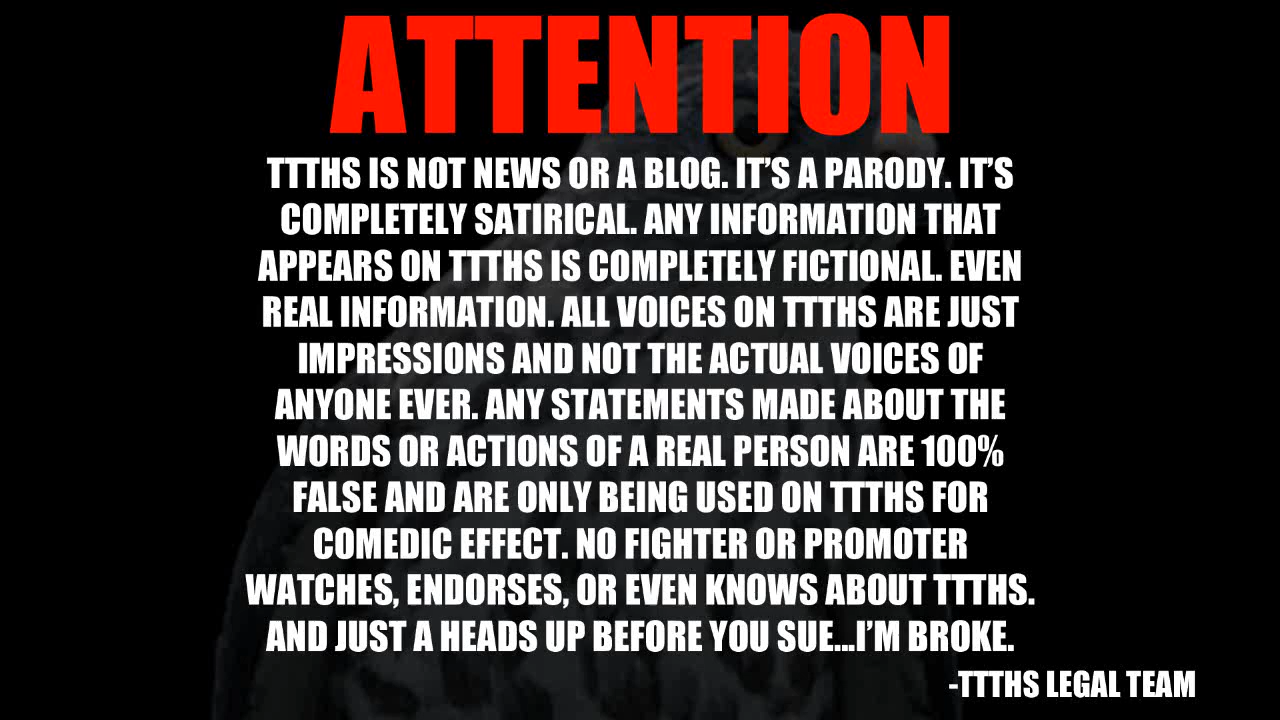 ATTENTION
TTTHS IS NOT NEWS OR A BLOG. IT'S A PARODY. IT'S
COMPLETELY SATIRICAL. ANY INFORMATION THAT
APPEARS ON TTTHS IS COMPLETELY FICTIONAL. EVEN
REAL INFORMATION. ALL VOICES ON TTTHS ARE JUST
IMPRESSIONS AND NOT THE ACTUAL VOICES OF
ANYONE EVER. ANY STATEMENTS MADE ABOUT THE
WORDS OR ACTIONS OF A REAL PERSON ARE 100%
FALSE AND ARE ONLY BEING USED ON TTTHS FOR
COMEDIC EFFECT. NO FIGHTER OR PROMOTER
WATCHES, ENDORSES, OR EVEN KNOWS ABOUT TTTHS.
AND JUST A HEADS UP BEFORE YOU SUE...I'M BROKE.
-TTTHS LEGAL TEAM